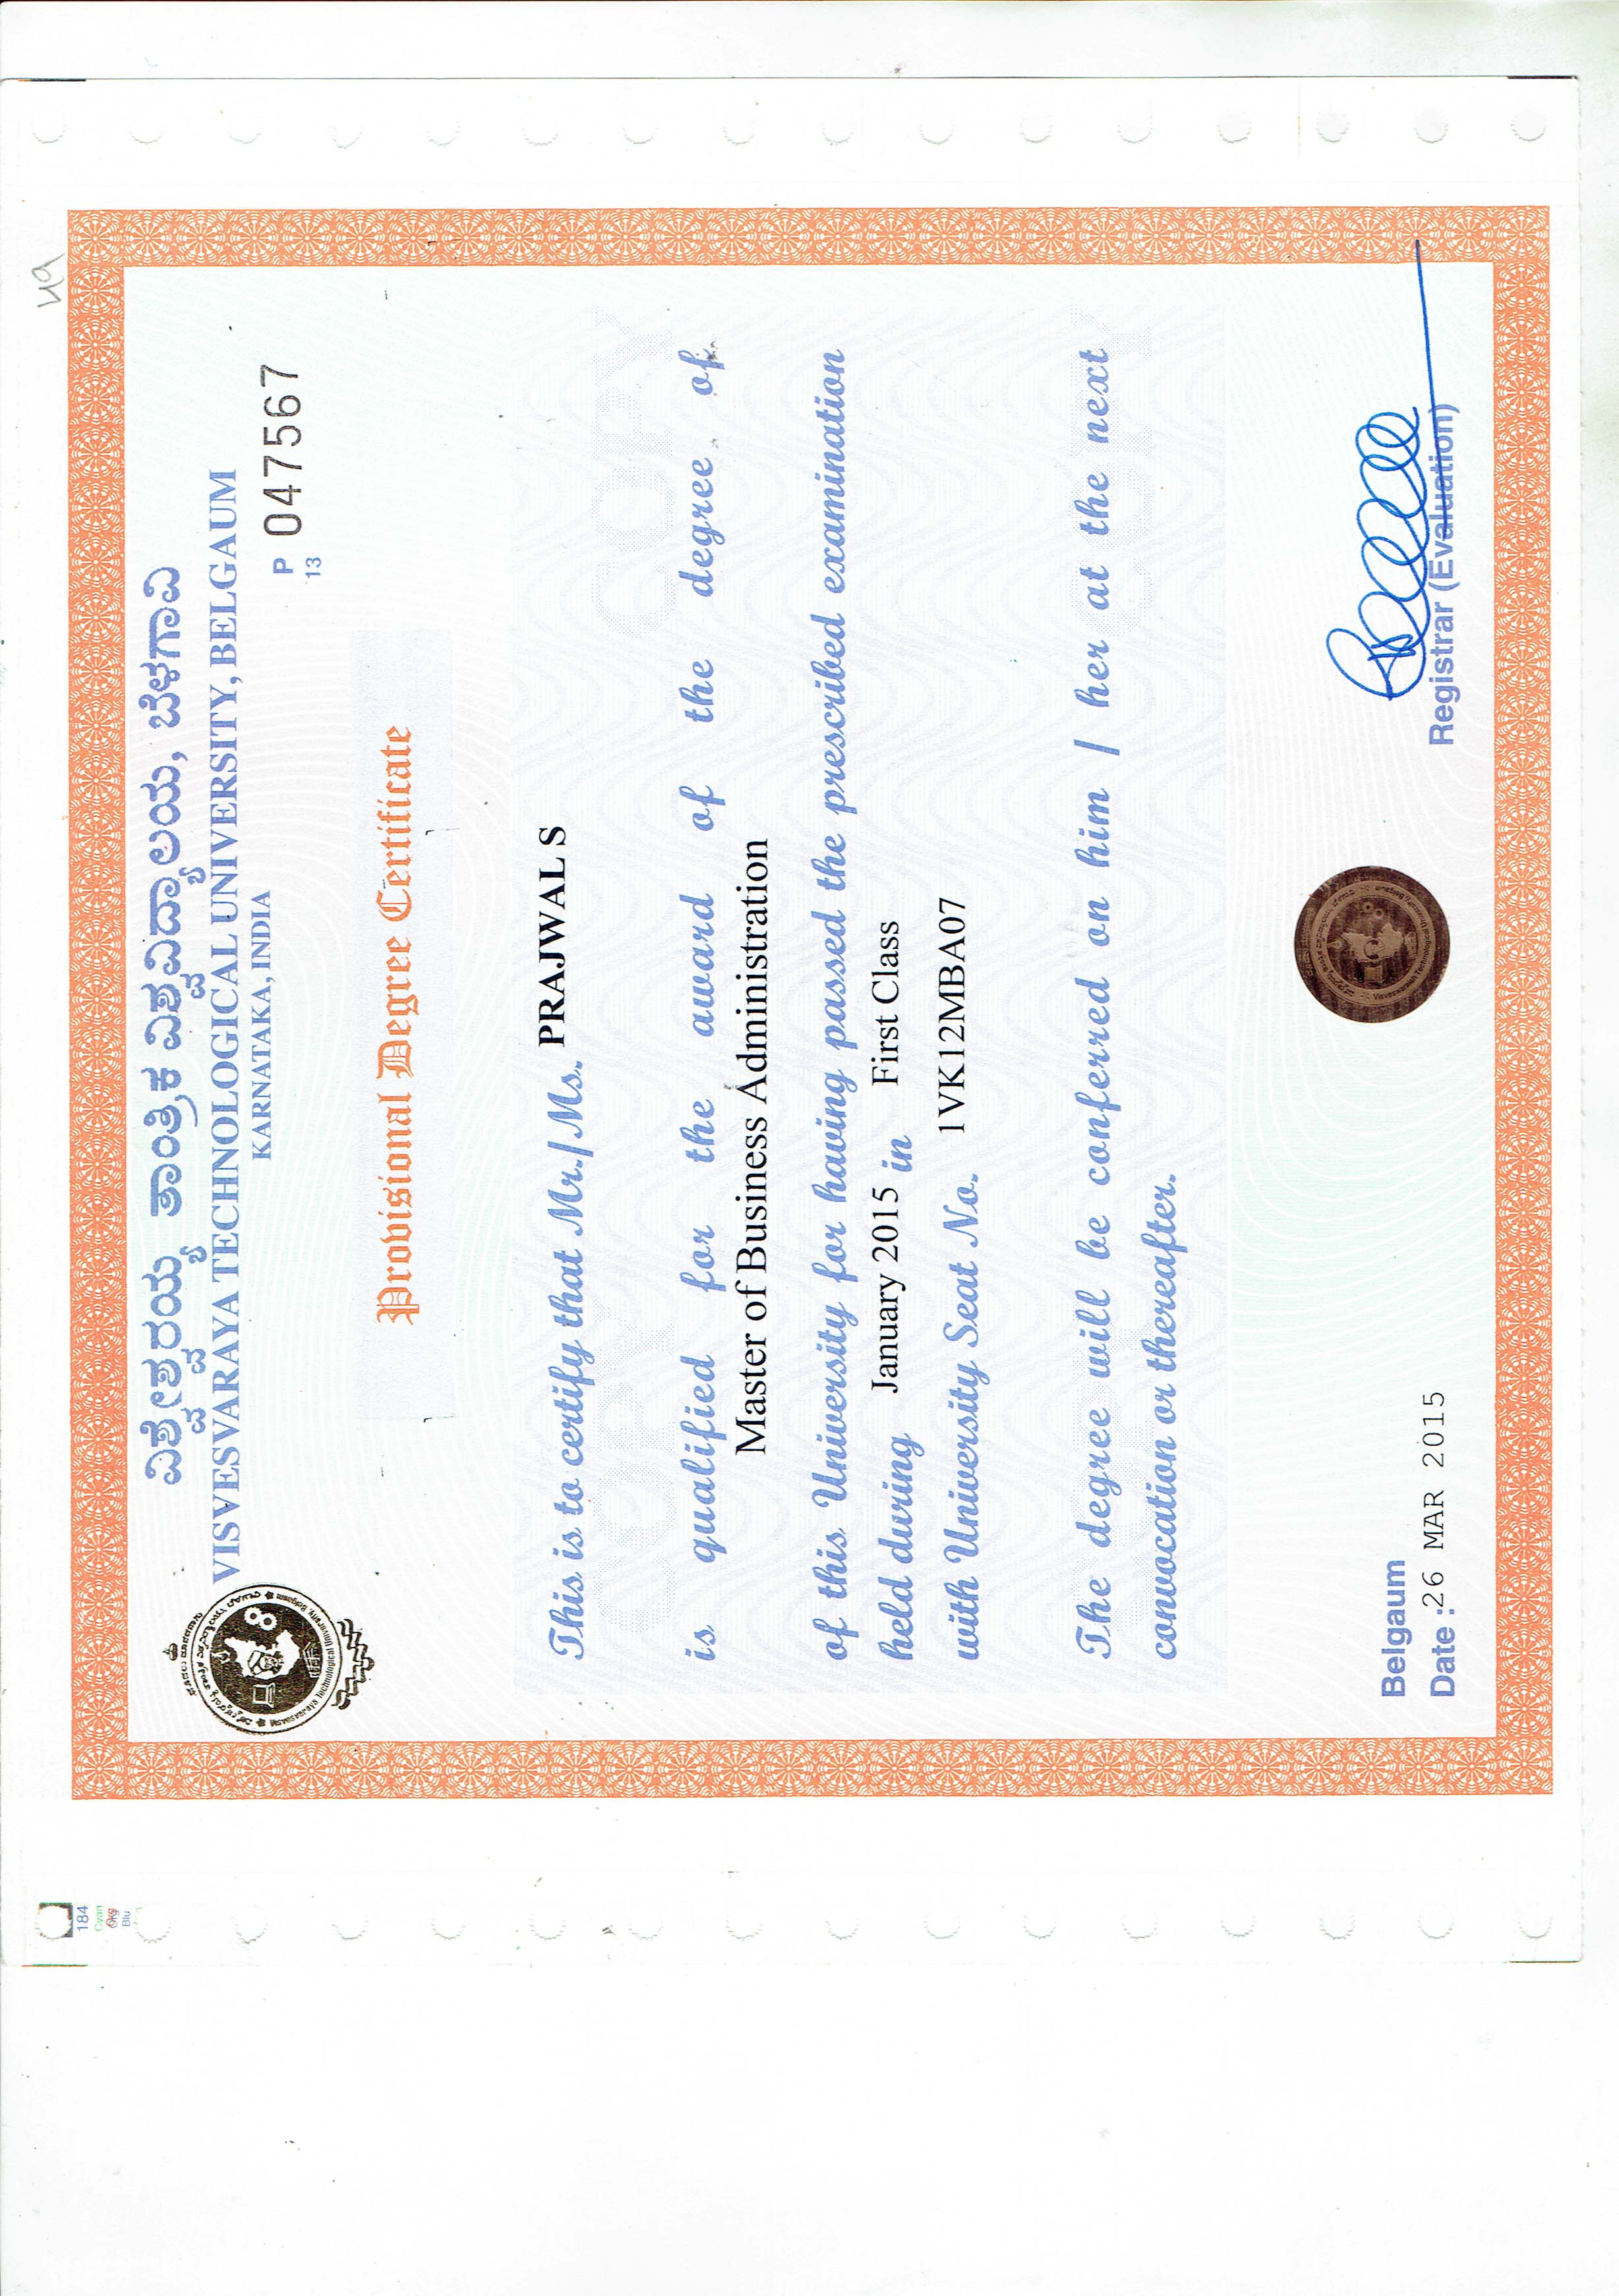 ವಿಶ್ವೇಶ್ವರಯ್ಯ ತಾಂತ್ರಿಕ ವಿಶ್ವವಿದ್ಯಾಲಯ, ಬೆಳಗಾವಿ
VISVESVARAYA TECHNOLOGICAL UNIVERSITY, BELGAUM
KARNATAKA, INDIA
P 047567
13
Provisional Degree Certificate
This is to certify that Mr./Ms. PRAJWAL S
is qualified for the award of the degree of
Master of Business Administration
of this University for having passed the prescribed examination
held during January 2015 in First Class
with University Seat No. 1VK12MBA07
The degree will be conferred on him / her at the next
convocation or thereafter.
Belgaum
Date : 26 MAR 2015
Registrar (Evaluation)
184
Cyan
Org
Blu